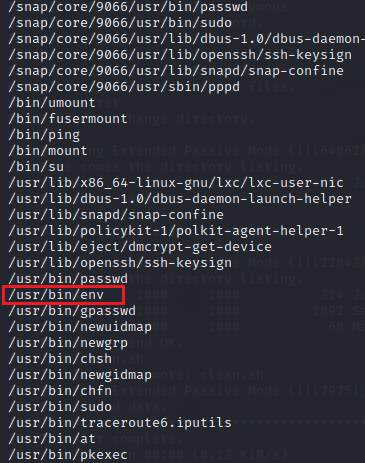 /snap/core/9066/usr/bin/passwd
/snap/core/9066/usr/bin/sudo
/snap/core/9066/usr/lib/dbus-1.0/dbus-daemon-
/snap/core/9066/usr/lib/openssh/ssh-keysign
/snap/core/9066/usr/lib/snapd/snap-confine
/snap/core/9066/usr/sbin/pppd
/bin/umount
/bin/fusermount
/bin/ping
/bin/mount
/bin/su
/usr/lib/x86_64-linux-gnu/lxc/lxc-user-nic
/usr/lib/dbus-1.0/dbus-daemon-launch-helper
/usr/lib/snapd/snap-confine
/usr/lib/policykit-1/polkit-agent-helper-1
/usr/lib/eject/dmcrypt-get-device
/usr/lib/openssh/ssh-keysign
/usr/bin/passwd
/usr/bin/env
/usr/bin/gpasswd
/usr/bin/newuidmap
/usr/bin/newgrp
/usr/bin/chsh
/usr/bin/newgidmap
/usr/bin/chfn
/usr/bin/sudo
/usr/bin/traceroute6.iputils
/usr/bin/at
/usr/bin/pkexec